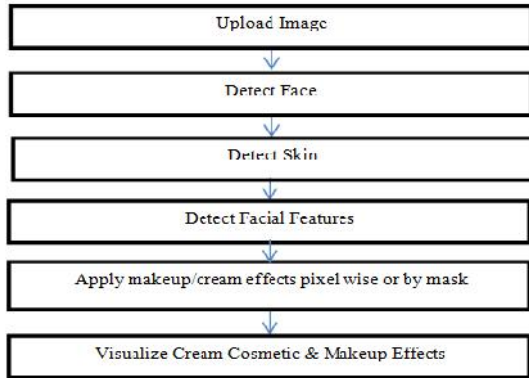 Upload Image
Detect Face
Detect Skin
Detect Facial Features
Apply makeup/cream effects pixel wise or by mask
Visualize Cream Cosmetic & Makeup Effects